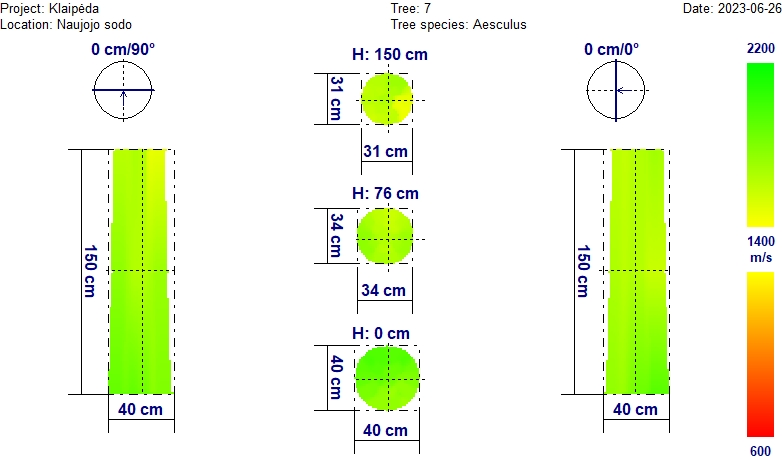 Project: Klaipėda
Tree: 7
Date: 2023-06-26
Location: Naujojo sodo
Tree species: Aesculus
0 cm/90°
H: 150 cm
0 cm/0°
2200
31 cm
31 cm
H: 76 cm
34 cm
34 cm
150 cm
150 cm
1400
m/s
H: 0 cm
40 cm
40 cm
40 cm
40 cm
600